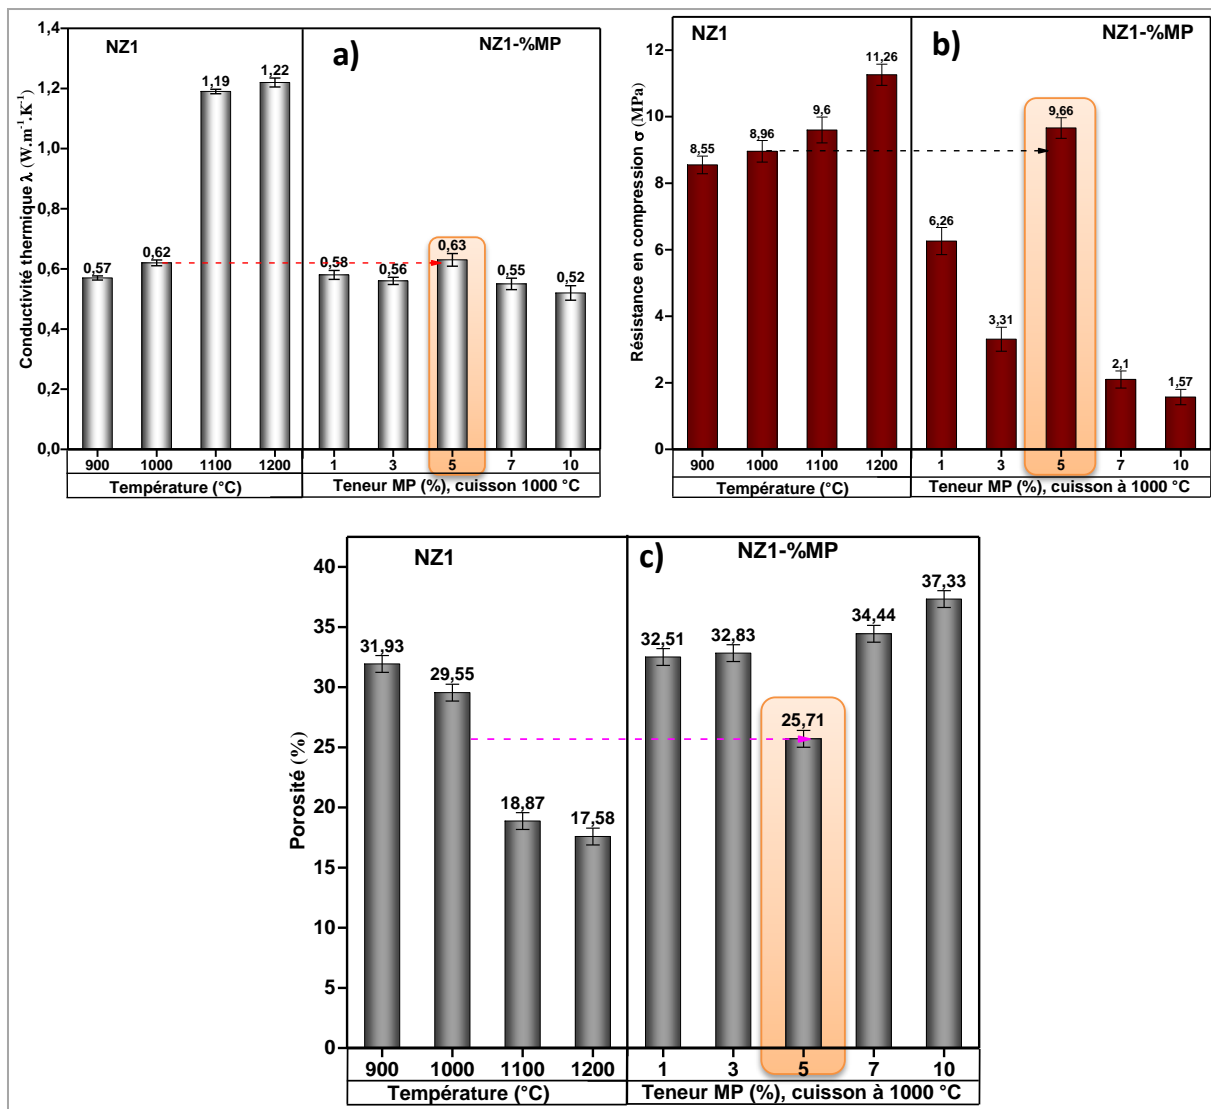 NZ1
a)
NZ1-%MP
Conductivité thermique λ (W.m⁻¹.K⁻¹)
1,4
1,2
1,0
0,8
0,6
0,4
0,2
0,0
0,57
0,62
1,19
1,22
0,58
0,56
0,63
0,55
0,52
900 1000 1100 1200 1 3 5 7 10
Température (°C) Teneur MP (%), cuisson 1000 °C
NZ1
b)
NZ1-%MP
Résistance en compression σ (MPa)
12
10
8
6
4
2
0
8,55
8,96
9,6
11,26
6,26
3,31
9,66
2,1
1,57
900 1000 1100 1200 1 3 5 7 10
Température (°C) Teneur MP (%), cuisson à 1000 °C
NZ1
c)
NZ1-%MP
Porosité (%)
40
35
30
25
20
15
10
5
0
31,93
29,55
18,87
17,58
32,51
32,83
25,71
34,44
37,33
900 1000 1100 1200 1 3 5 7 10
Température (°C) Teneur MP (%), cuisson à 1000 °C